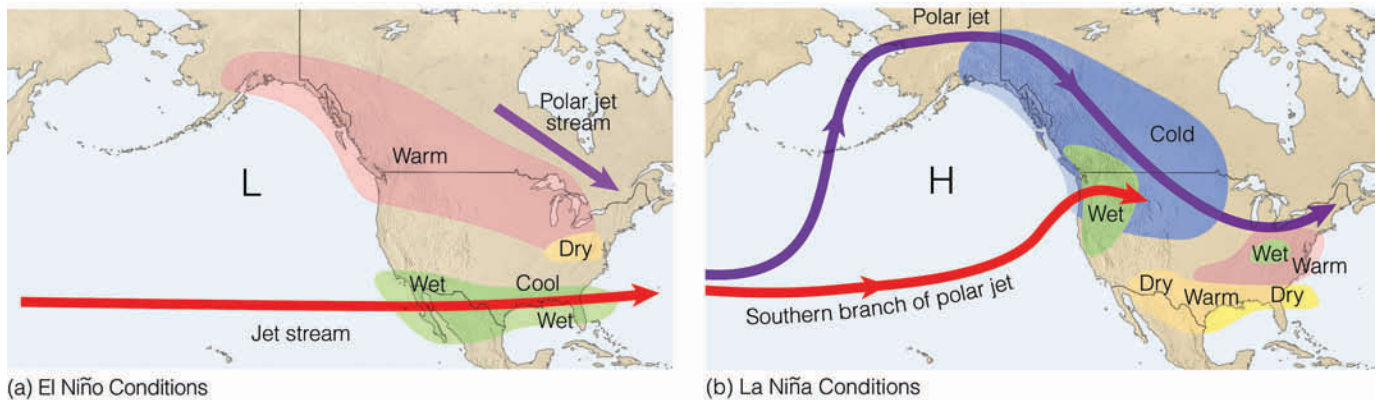 Polar jet
stream
Warm
L
Dry
Wet
Cool
Wet
Jet stream
(a) El Niño Conditions
Polar jet
Cold
H
Wet
Wet
Warm
Dry
Warm
Dry
Southern branch of polar jet
(b) La Niña Conditions